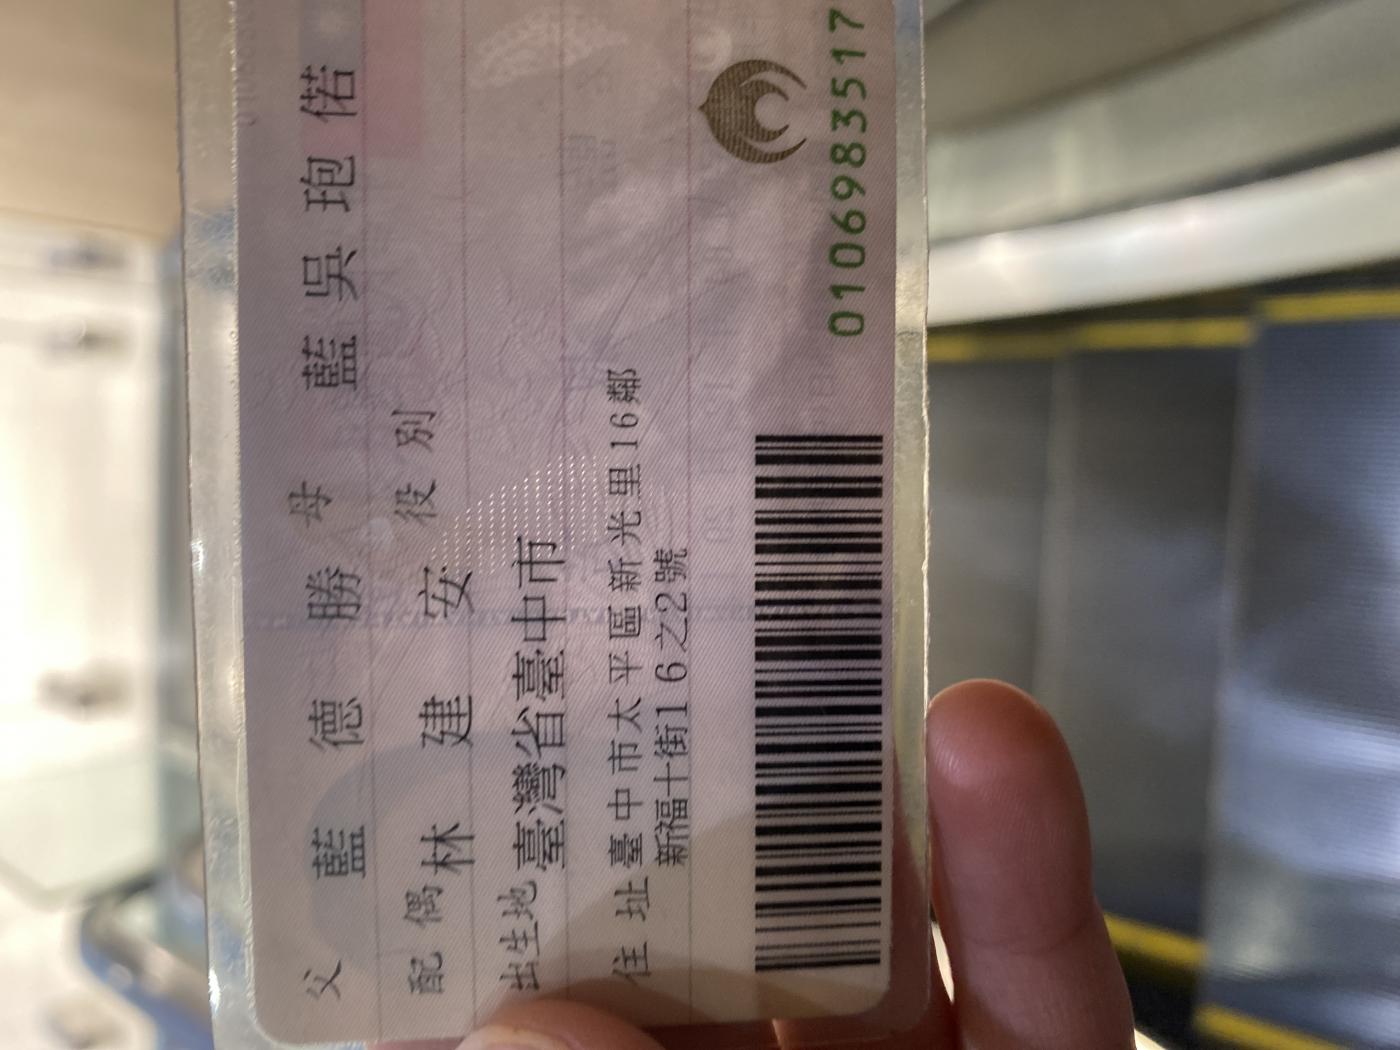 父 藍德勝 母 藍吳玸偌
配偶 林建安 役別
出生地 臺灣省臺中市
住址 臺中市太平區新光里16鄰
新福十街16之2號
0106983517